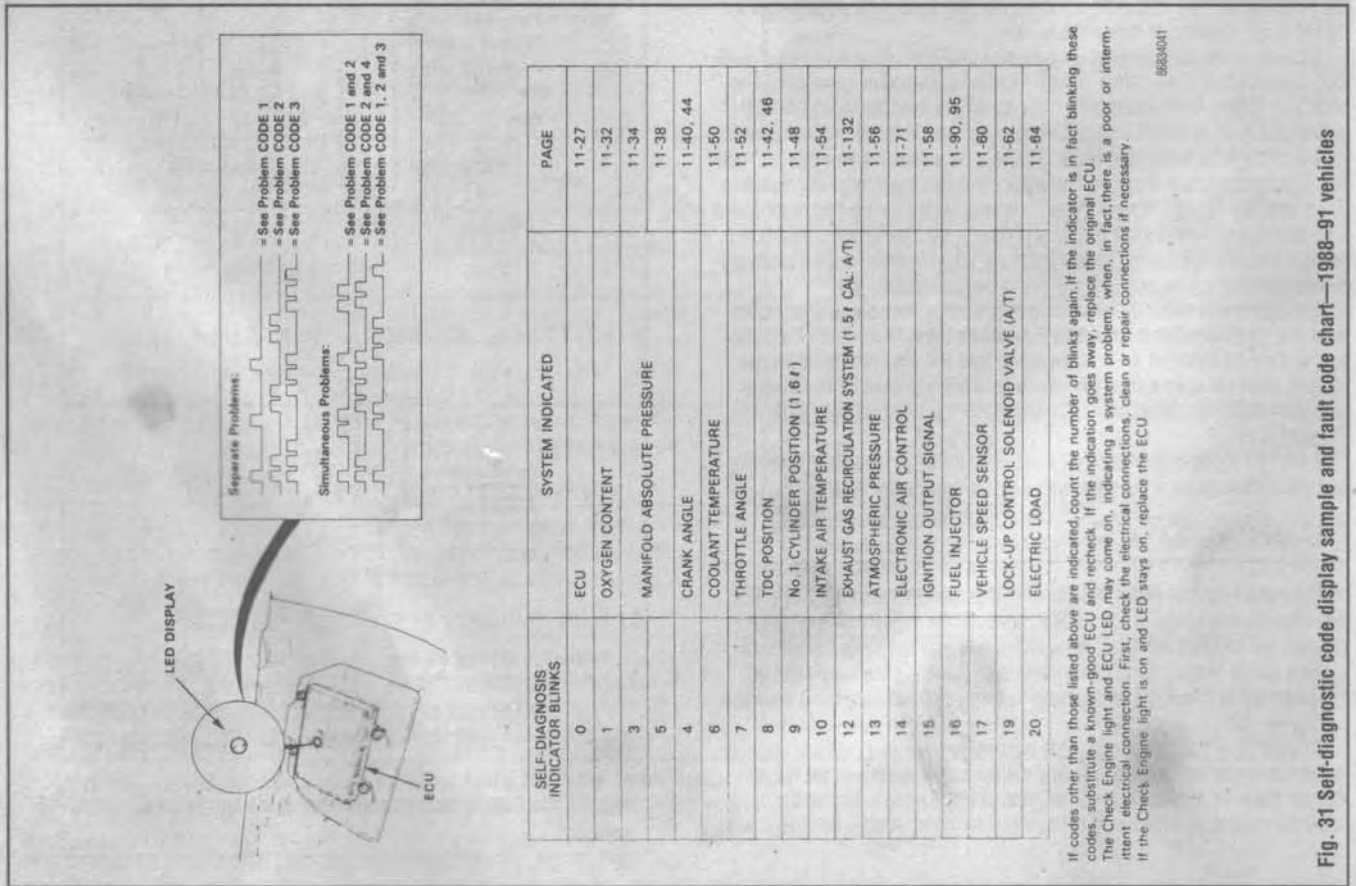 LED DISPLAY
ECU
Separate Problems:
= See Problem CODE 1
= See Problem CODE 2
= See Problem CODE 3
Simultaneous Problems:
= See Problem CODE 1 and 2
= See Problem CODE 2 and 4
= See Problem CODE 1, 2 and 3
SELF-DIAGNOSIS INDICATOR BLINKS SYSTEM INDICATED PAGE
0 ECU 11-27
1 OXYGEN CONTENT 11-32
3 MANIFOLD ABSOLUTE PRESSURE 11-34
5 11-38
4 CRANK ANGLE 11-40, 44
6 COOLANT TEMPERATURE 11-50
7 THROTTLE ANGLE 11-52
8 TDC POSITION 11-42, 46
9 No.1 CYLINDER POSITION (1.6ℓ) 11-48
10 INTAKE AIR TEMPERATURE 11-54
12 EXHAUST GAS RECIRCULATION SYSTEM (1.5ℓ CAL: A/T) 11-132
13 ATMOSPHERIC PRESSURE 11-56
14 ELECTRONIC AIR CONTROL 11-71
15 IGNITION OUTPUT SIGNAL 11-58
16 FUEL INJECTOR 11-90, 95
17 VEHICLE SPEED SENSOR 11-60
19 LOCK-UP CONTROL SOLENOID VALVE (A/T) 11-62
20 ELECTRIC LOAD 11-64
If codes other than those listed above are indicated, count the number of blinks again. If the indicator is in fact blinking these
codes, substitute a known-good ECU and recheck. If the indication goes away, replace the original ECU.
The Check Engine light and ECU LED may come on, indicating a system problem, when, in fact, there is a poor or interm-
ittent electrical connection. First, check the electrical connections, clean or repair connections if necessary.
If the Check Engine light is on and LED stays on, replace the ECU.
86834041
Fig. 31 Self-diagnostic code display sample and fault code chart—1988–91 vehicles